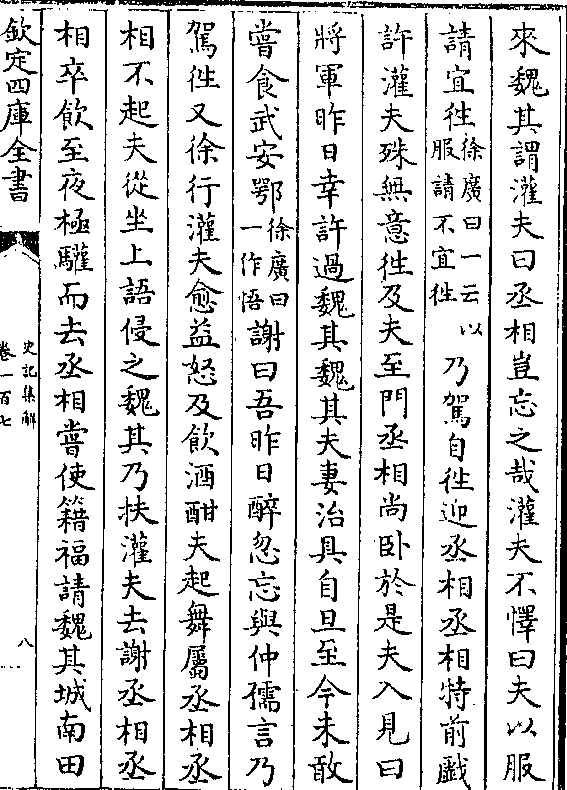 來魏其謂灌夫曰丞相豈忘之哉灌夫不懌曰夫以服
請宜徃徐廣曰一云以服請不宜徃乃駕自徃迎丞相丞相特前戱
許灌夫殊無意徃及夫至門丞相尚卧於是夫入見曰
將軍昨日幸許過魏其魏其夫妻治具自旦至今未敢
嘗食武安鄂徐廣曰一作悟謝曰吾昨日醉忽忘與仲孺言乃
駕徃又徐行灌夫愈益怒及飲酒酣夫起舞屬丞相丞
相不起夫從坐上語侵之魏其乃扶灌夫去謝丞相丞
相卒飲至夜極驩而去丞相嘗使籍福請魏其城南田
欽定四庫全書
史記集解
卷一百七
八